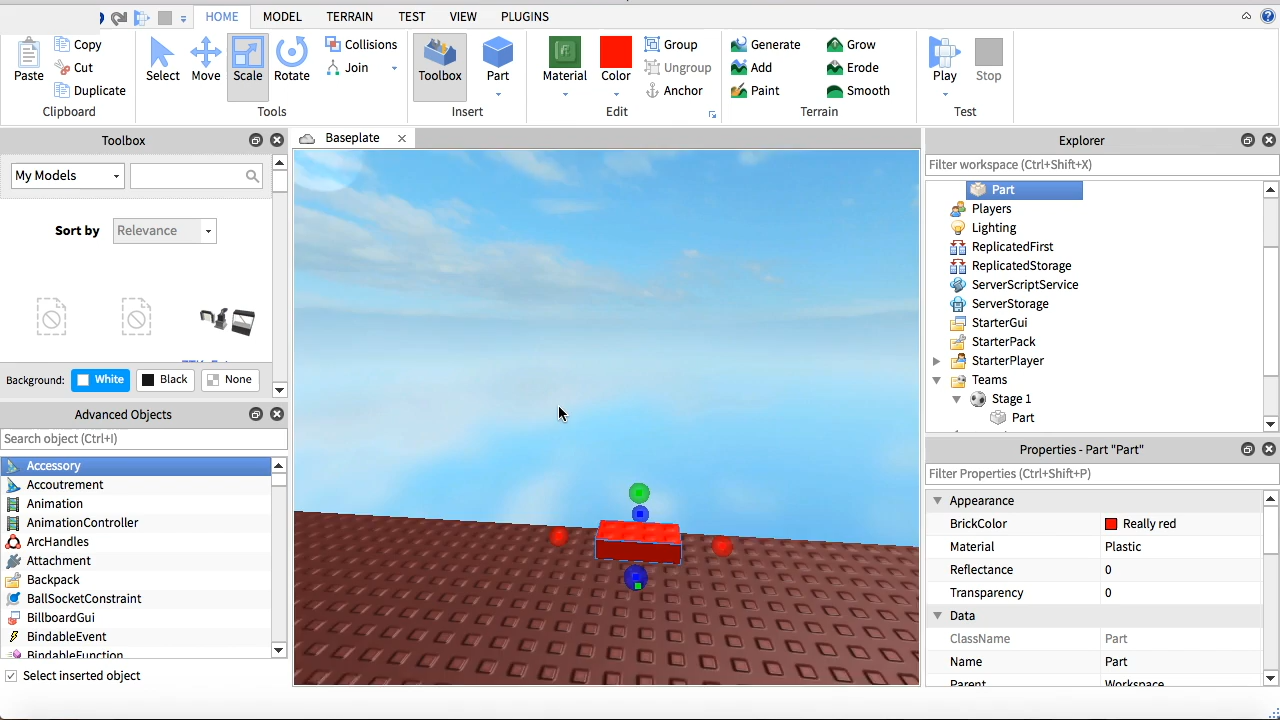 HOME MODEL TERRAIN TEST VIEW PLUGINS
Paste
Copy
Cut
Duplicate
Clipboard
Select
Move
Scale
Rotate
Collisions
Join
Tools
Toolbox
Part
Insert
Material
Color
Group
Ungroup
Anchor
Edit
Generate
Add
Paint
Grow
Erode
Smooth
Terrain
Play
Stop
Test
Toolbox
My Models
Sort by Relevance
Background: White Black None
Advanced Objects
Search object (Ctrl+I)
Accessory
Accoutrement
Animation
AnimationController
ArcHandles
Attachment
Backpack
BallSocketConstraint
BillboardGui
BindableEvent
BindableFunction
Select inserted object
Baseplate
Explorer
Filter workspace (Ctrl+Shift+X)
Part
Players
Lighting
ReplicatedFirst
ReplicatedStorage
ServerScriptService
ServerStorage
StarterGui
StarterPack
StarterPlayer
Teams
Stage 1
Part
Properties - Part "Part"
Filter Properties (Ctrl+Shift+P)
Appearance
BrickColor Really red
Material Plastic
Reflectance 0
Transparency 0
Data
ClassName Part
Name Part
Parent Workspace